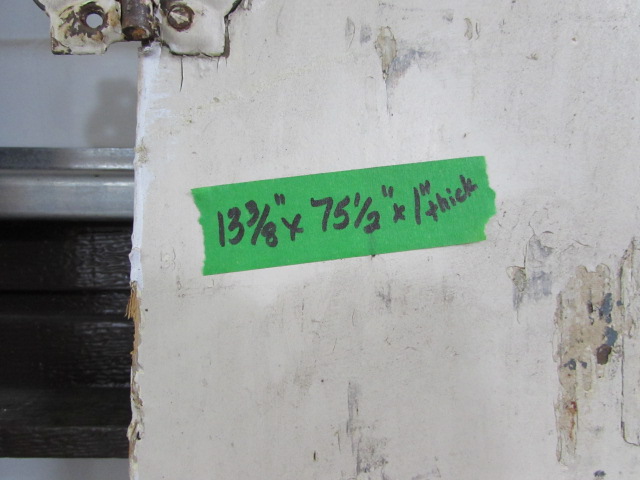 13 3/8" x 75 1/2" x 1" thick